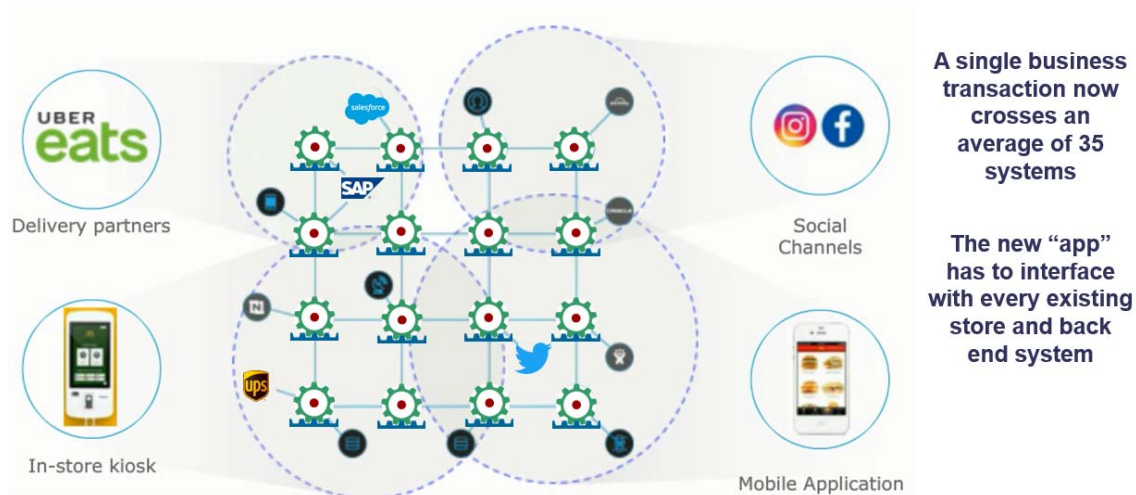 UBER
eats
Delivery partners
In-store kiosk
salesforce
SAP
ORACLE
N
ups
Social
Channels
Mobile Application
A single business
transaction now
crosses an
average of 35
systems
The new “app”
has to interface
with every existing
store and back
end system